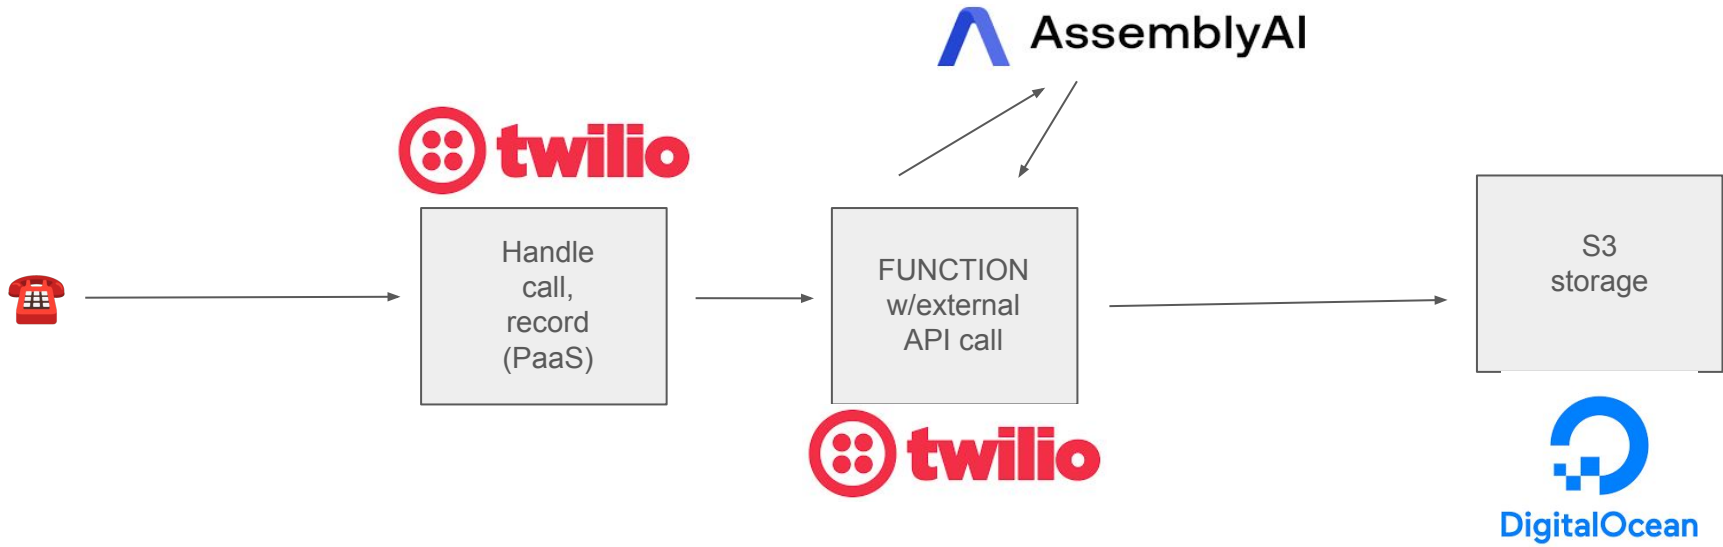 AssemblyAI
twilio
Handle
call,
record
(PaaS)
FUNCTION
w/external
API call
twilio
S3
storage
DigitalOcean